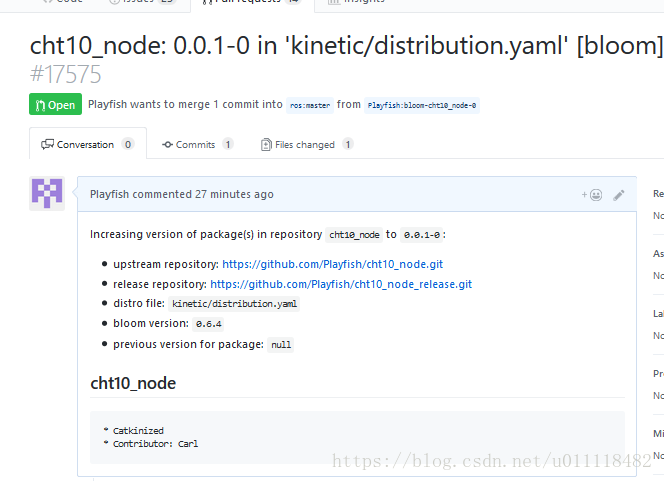 Code Issues 23 Pull requests 14 Insights
cht10_node: 0.0.1-0 in 'kinetic/distribution.yaml' [bloom]
#17575
Open Playfish wants to merge 1 commit into ros:master from Playfish:bloom-cht10_node-0
Conversation 0 Commits 1 Files changed 1
Playfish commented 27 minutes ago
Increasing version of package(s) in repository cht10_node to 0.0.1-0 :
• upstream repository: https://github.com/Playfish/cht10_node.git
• release repository: https://github.com/Playfish/cht10_node_release.git
• distro file: kinetic/distribution.yaml
• bloom version: 0.6.4
• previous version for package: null
cht10_node
* Catkinized
* Contributor: Carl
Re
No
As
No
La
No
Pr
No
Mi
No
https://blog.csdn.net/u011118482